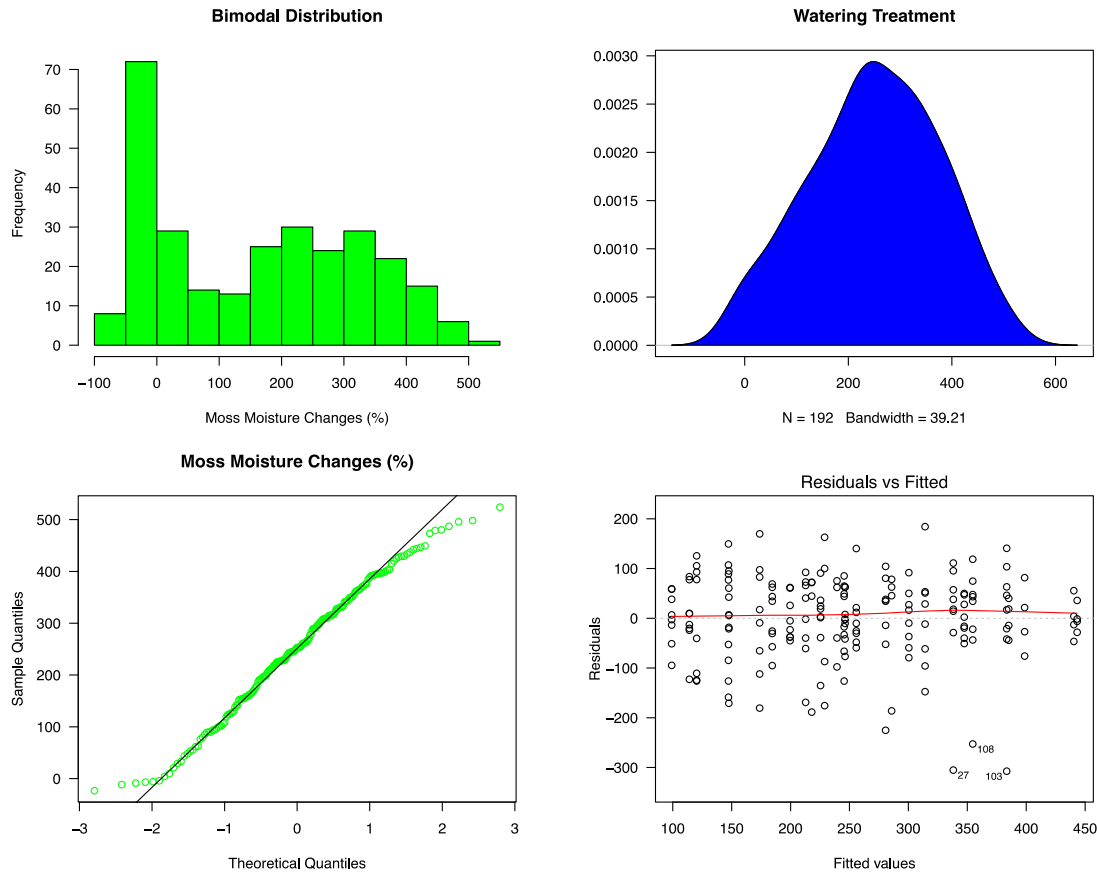 Bimodal Distribution
Frequency
70
60
50
40
30
20
10
0
−100 0 100 200 300 400 500
Moss Moisture Changes (%)
Watering Treatment
0.0030
0.0025
0.0020
0.0015
0.0010
0.0005
0.0000
0 200 400 600
N = 192 Bandwidth = 39.21
Moss Moisture Changes (%)
Sample Quantiles
500
400
300
200
100
0
−3 −2 −1 0 1 2 3
Theoretical Quantiles
Residuals vs Fitted
Residuals
200
100
0
−100
−200
−300
108
27
103
100 150 200 250 300 350 400 450
Fitted values